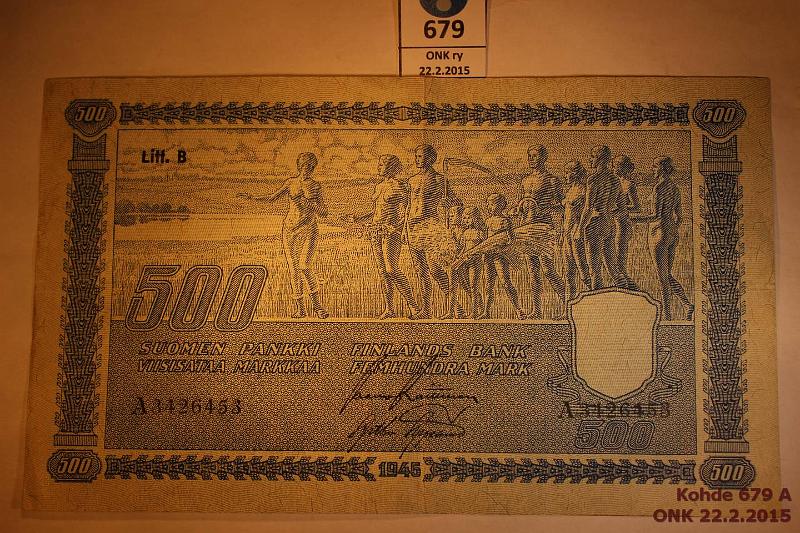 679
ONK ry
22.2.2015
500 500
Litt. B
500
SUOMEN PANKKI FINLANDS BANK
VIISISATAA MARKKAA FEMHUNDRA MARK
A3426453 A3426453
500
500 1945 500
Kohde 679 A
ONK 22.2.2015